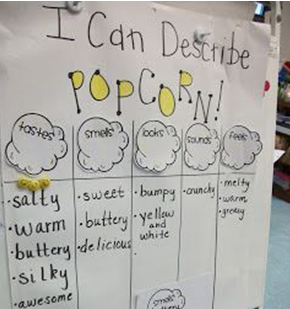 I Can Describe
POPCORN!
tastes
smells
looks
sounds
feels
• salty
• warm
• buttery
• silky
• awesome
• sweet
• buttery
• delicious
• bumpy
• yellow
and
white
•
• crunchy
• melty
• warm
• greasy
smells